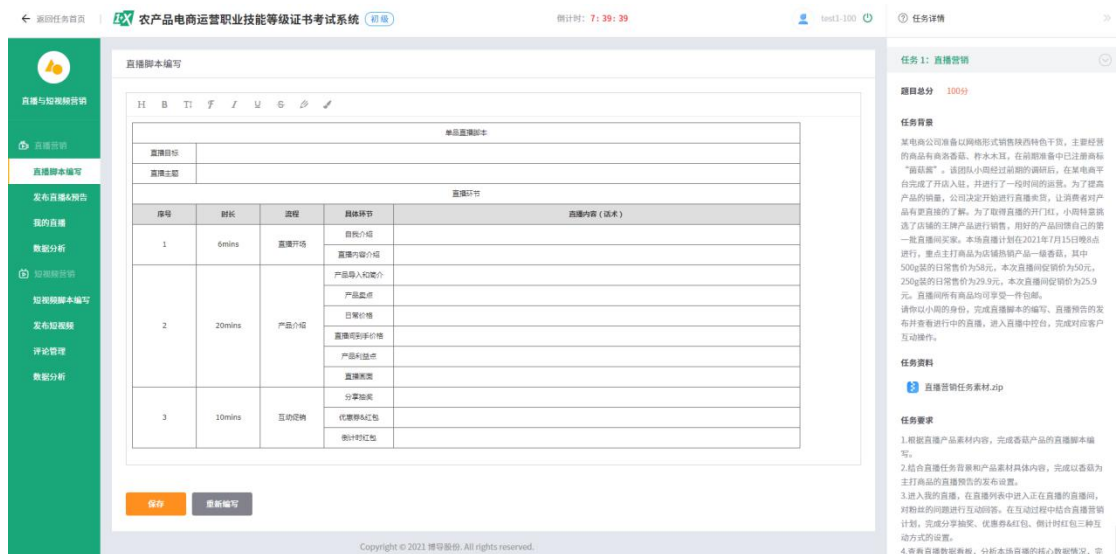 ← 返回任务首页
农产品电商运营职业技能等级证书考试系统 初级
倒计时：7：39：39
test1-100
任务详情
直播与短视频营销
直播营销
直播脚本编写
发布直播&预告
我的直播
数据分析
短视频营销
短视频脚本编写
发布短视频
评论管理
数据分析
直播脚本编写
H B I U S
单品直播脚本
直播目标
直播主题
直播环节
序号 时长 流程 具体环节 直播内容（话术）
1 6mins 直播开场 自我介绍
直播内容介绍
2 20mins 产品介绍 产品导入和简介
产品卖点
日常价格
直播间到手价格
产品利益点
直播画面
3 10mins 互动促销 分享抽奖
优惠券&红包
倒计时红包
保存 重新编写
Copyright © 2021 博导股份. All rights reserved.
任务1：直播营销
题目总分 100分
任务背景
某电商公司准备以网络形式销售陕西特色干货，主要经营
的商品有商洛香菇、柞水木耳，在前期准备中已注册商标
“菌菇酱”。该团队小周经过前期的调研后，在某电商平
台完成了开店入驻，并进行了一段时间的运营。为了提高
产品的销量，公司决定开始进行直播卖货，让消费者对产
品有更直接的了解。为了取得直播的开门红，小周特意挑
选了店铺的王牌产品进行销售，用好的产品回馈自己的第
一批直播间买家。本场直播计划在2021年7月15日晚8点
进行，重点主打商品为店铺热销产品一级香菇，其中
500g装的日常售价为58元，本次直播间促销价为50元，
250g装的日常售价为29.9元，本次直播间促销价为25.9
元。直播间所有商品均可享受一件包邮。
请你以小周的身份，完成直播脚本的编写、直播预告的发
布并查看进行中的直播，进入直播中控台，完成对应客户
互动操作。
任务资料
直播营销任务素材.zip
任务要求
1.根据直播产品素材内容，完成香菇产品的直播脚本编
写。
2.结合直播任务背景和产品素材具体内容，完成以香菇为
主打商品的直播预告的发布设置。
3.进入我的直播，在直播列表中进入正在直播的直播间，
对粉丝的问题进行互动回答。在互动过程中结合直播营销
计划，完成分享抽奖、优惠券&红包、倒计时红包三种互
动方式的设置。
4.查看直播数据看板，分析本场直播的核心数据情况，完